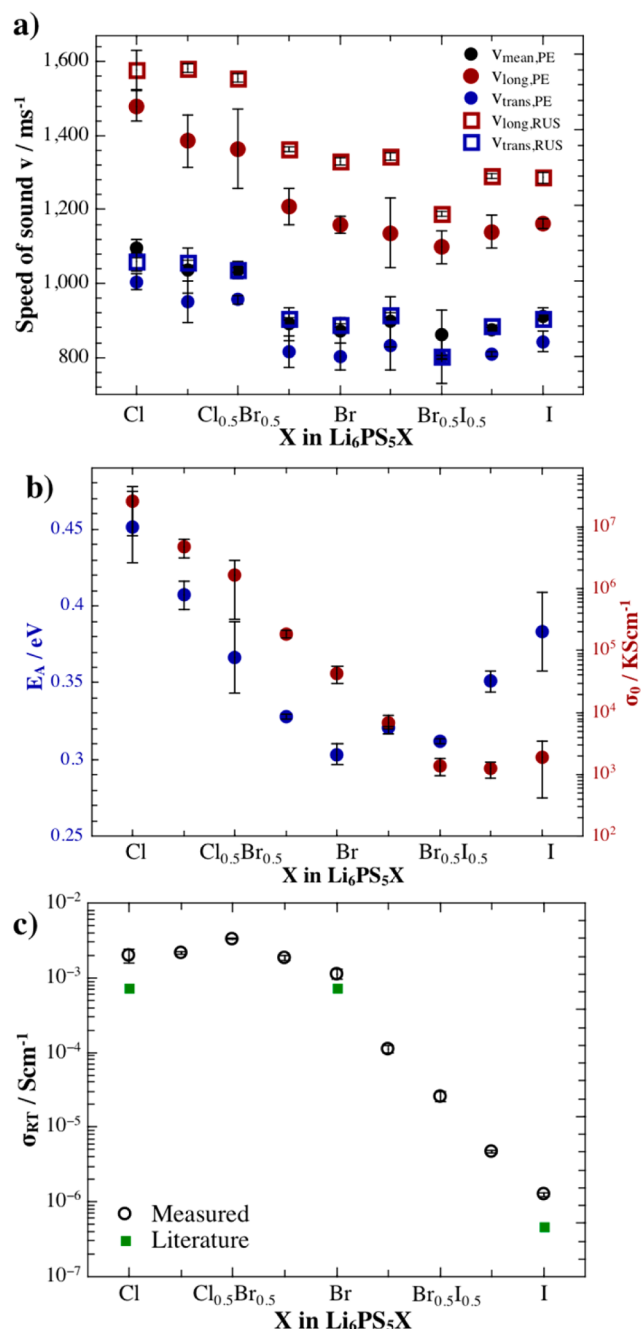 a)
1,600
1,400
1,200
1,000
800
Speed of sound v / ms⁻¹
v_mean,PE
v_long,PE
v_trans,PE
v_long,RUS
v_trans,RUS
Cl Cl₀.₅Br₀.₅ Br Br₀.₅I₀.₅ I
X in Li₆PS₅X
b)
0.45
0.4
0.35
0.3
0.25
E_A / eV
10⁷
10⁶
10⁵
10⁴
10³
10²
σ₀ / KScm⁻¹
Cl Cl₀.₅Br₀.₅ Br Br₀.₅I₀.₅ I
X in Li₆PS₅X
c)
10⁻²
10⁻³
10⁻⁴
10⁻⁵
10⁻⁶
10⁻⁷
σ_RT / Scm⁻¹
Measured
Literature
Cl Cl₀.₅Br₀.₅ Br Br₀.₅I₀.₅ I
X in Li₆PS₅X